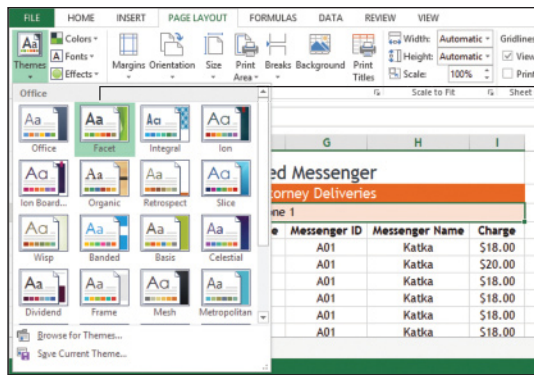 FILE HOME INSERT PAGE LAYOUT FORMULAS DATA REVIEW VIEW
Themes
Colors
Fonts
Effects
Margins Orientation Size Print Area Breaks Background Print Titles
Width: Automatic
Height: Automatic
Scale: 100%
Gridlines
View
Print
Scale to Fit
Sheet
Office
Aa Aa Aa Aa
Office Facet Integral Ion
Aa Aa Aa Aa
Ion Board... Organic Retrospect Slice
Aa Aa Aa Aa
Wisp Banded Basis Celestial
Aa Aa Aa Aa
Dividend Frame Mesh Metropolitan
Browse for Themes...
Save Current Theme...
G H I
ed Messenger
orney Deliveries
one 1
e Messenger ID Messenger Name Charge
A01 Katka $18.00
A01 Katka $20.00
A01 Katka $18.00
A01 Katka $18.00
A01 Katka $18.00
A01 Katka $18.00